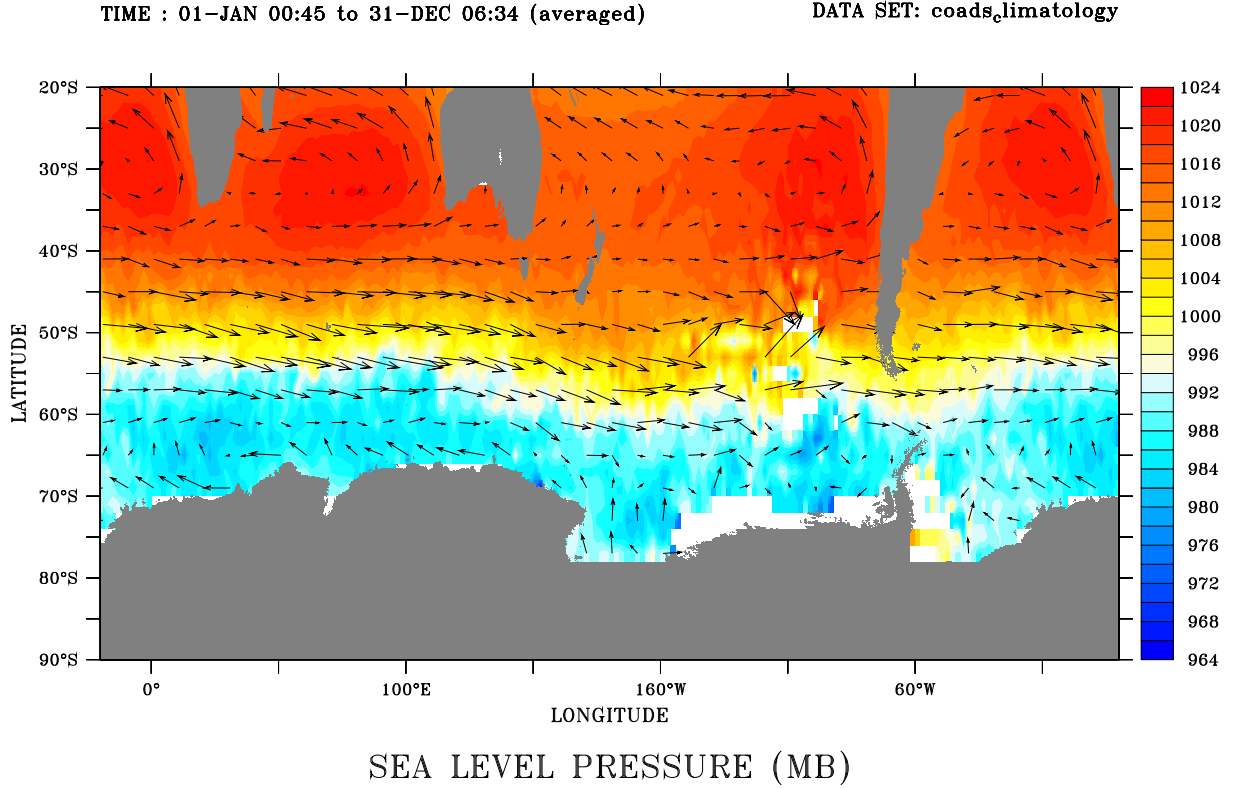 TIME : 01-JAN 00:45 to 31-DEC 06:34 (averaged)
DATA SET: coads_climatology
20°S
30°S
40°S
50°S
60°S
70°S
80°S
90°S
LATITUDE
0°
100°E
160°W
60°W
LONGITUDE
1024
1020
1016
1012
1008
1004
1000
996
992
988
984
980
976
972
968
964
SEA LEVEL PRESSURE (MB)